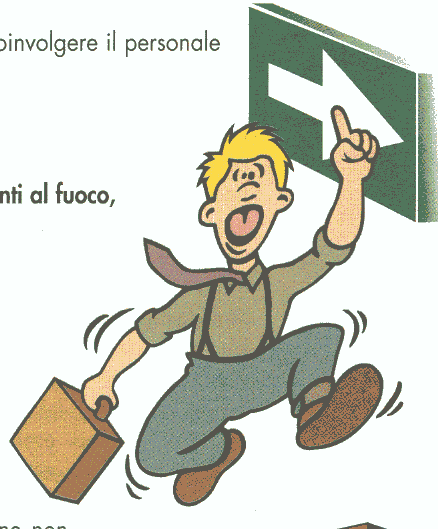 oinvolgere il personale
nti al fuoco,